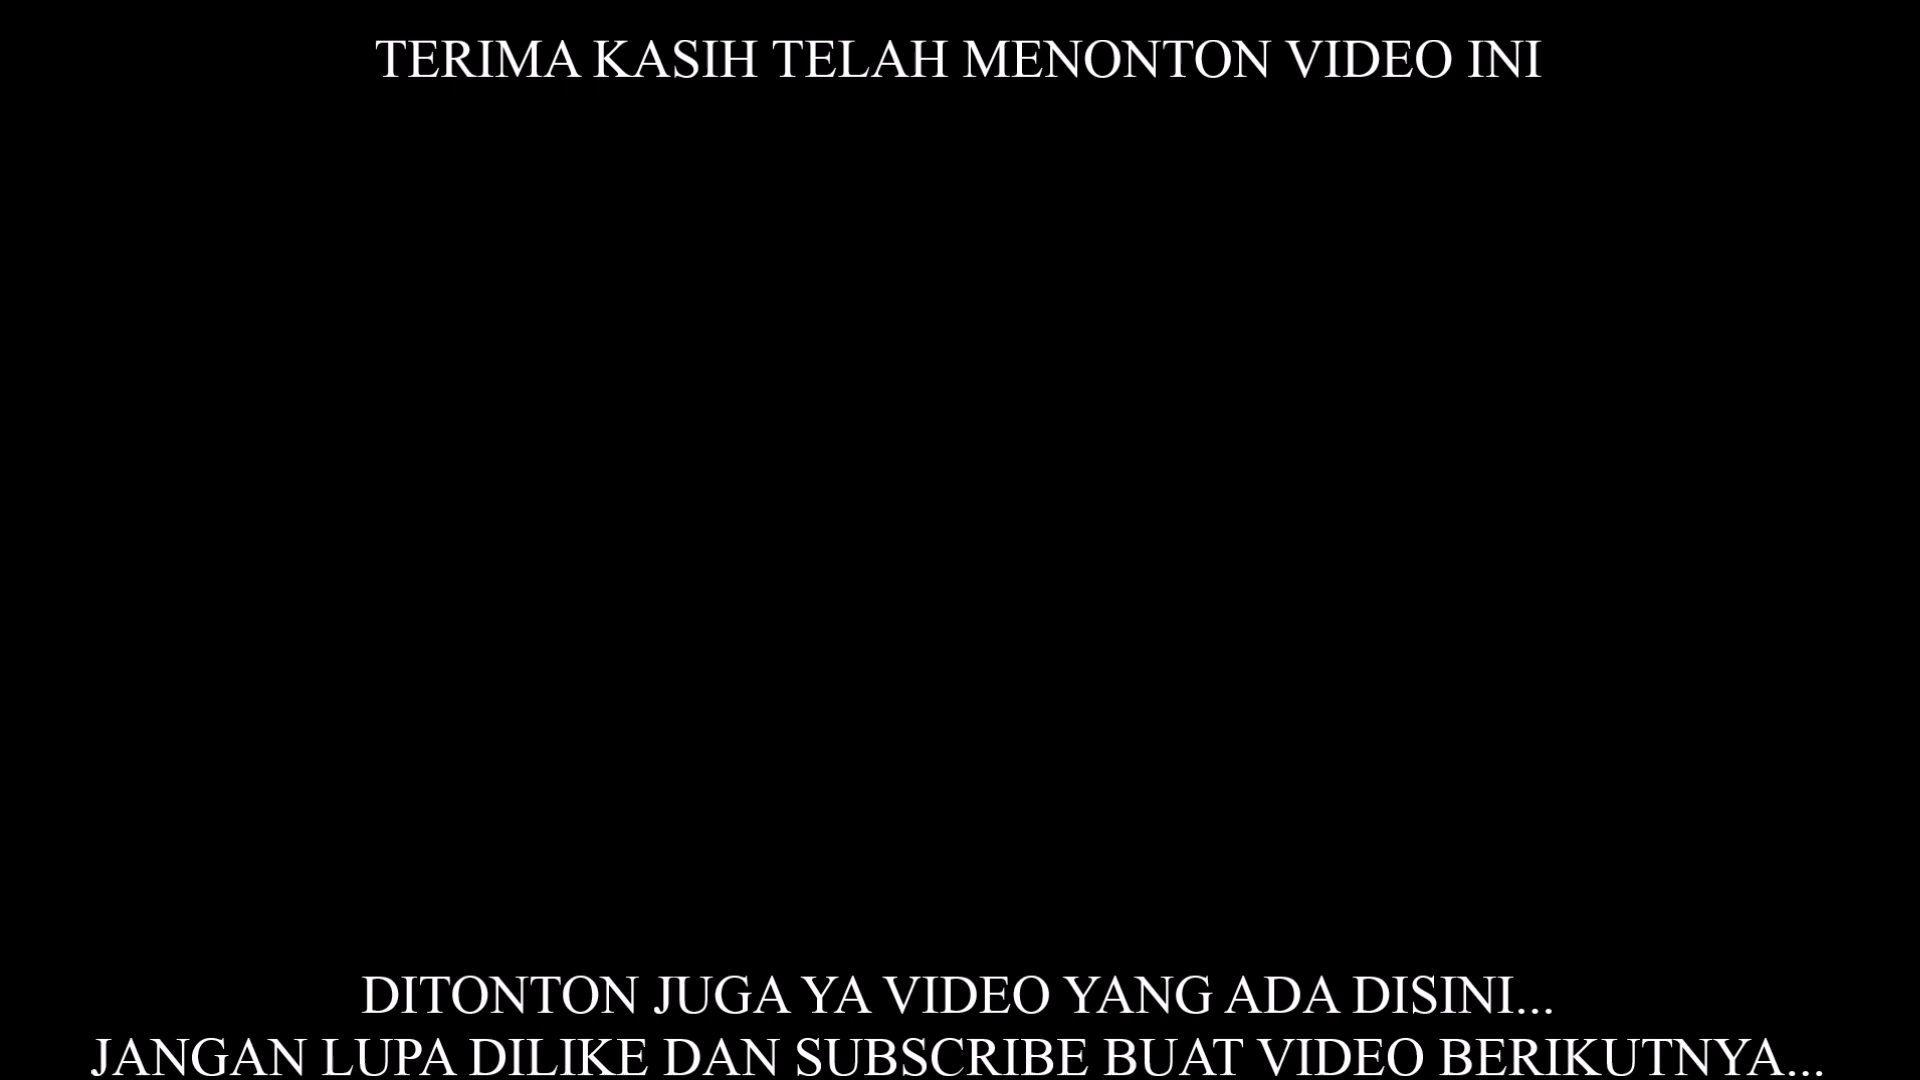 TERIMA KASIH TELAH MENONTON VIDEO INI
DITONTON JUGA YA VIDEO YANG ADA DISINI...
JANGAN LUPA DILIKE DAN SUBSCRIBE BUAT VIDEO BERIKUTNYA...